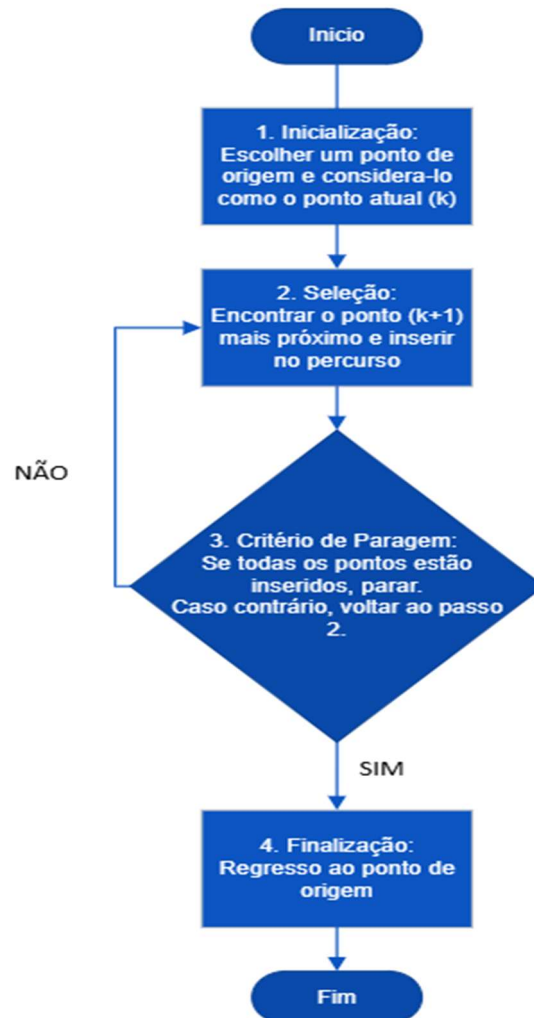 Inicio
1. Inicialização:
Escolher um ponto de
origem e considera-lo
como o ponto atual (k)
2. Seleção:
Encontrar o ponto (k+1)
mais próximo e inserir
no percurso
NÃO
3. Critério de Paragem:
Se todas os pontos estão
inseridos, parar.
Caso contrário, voltar ao passo
2.
SIM
4. Finalização:
Regresso ao ponto de
origem
Fim